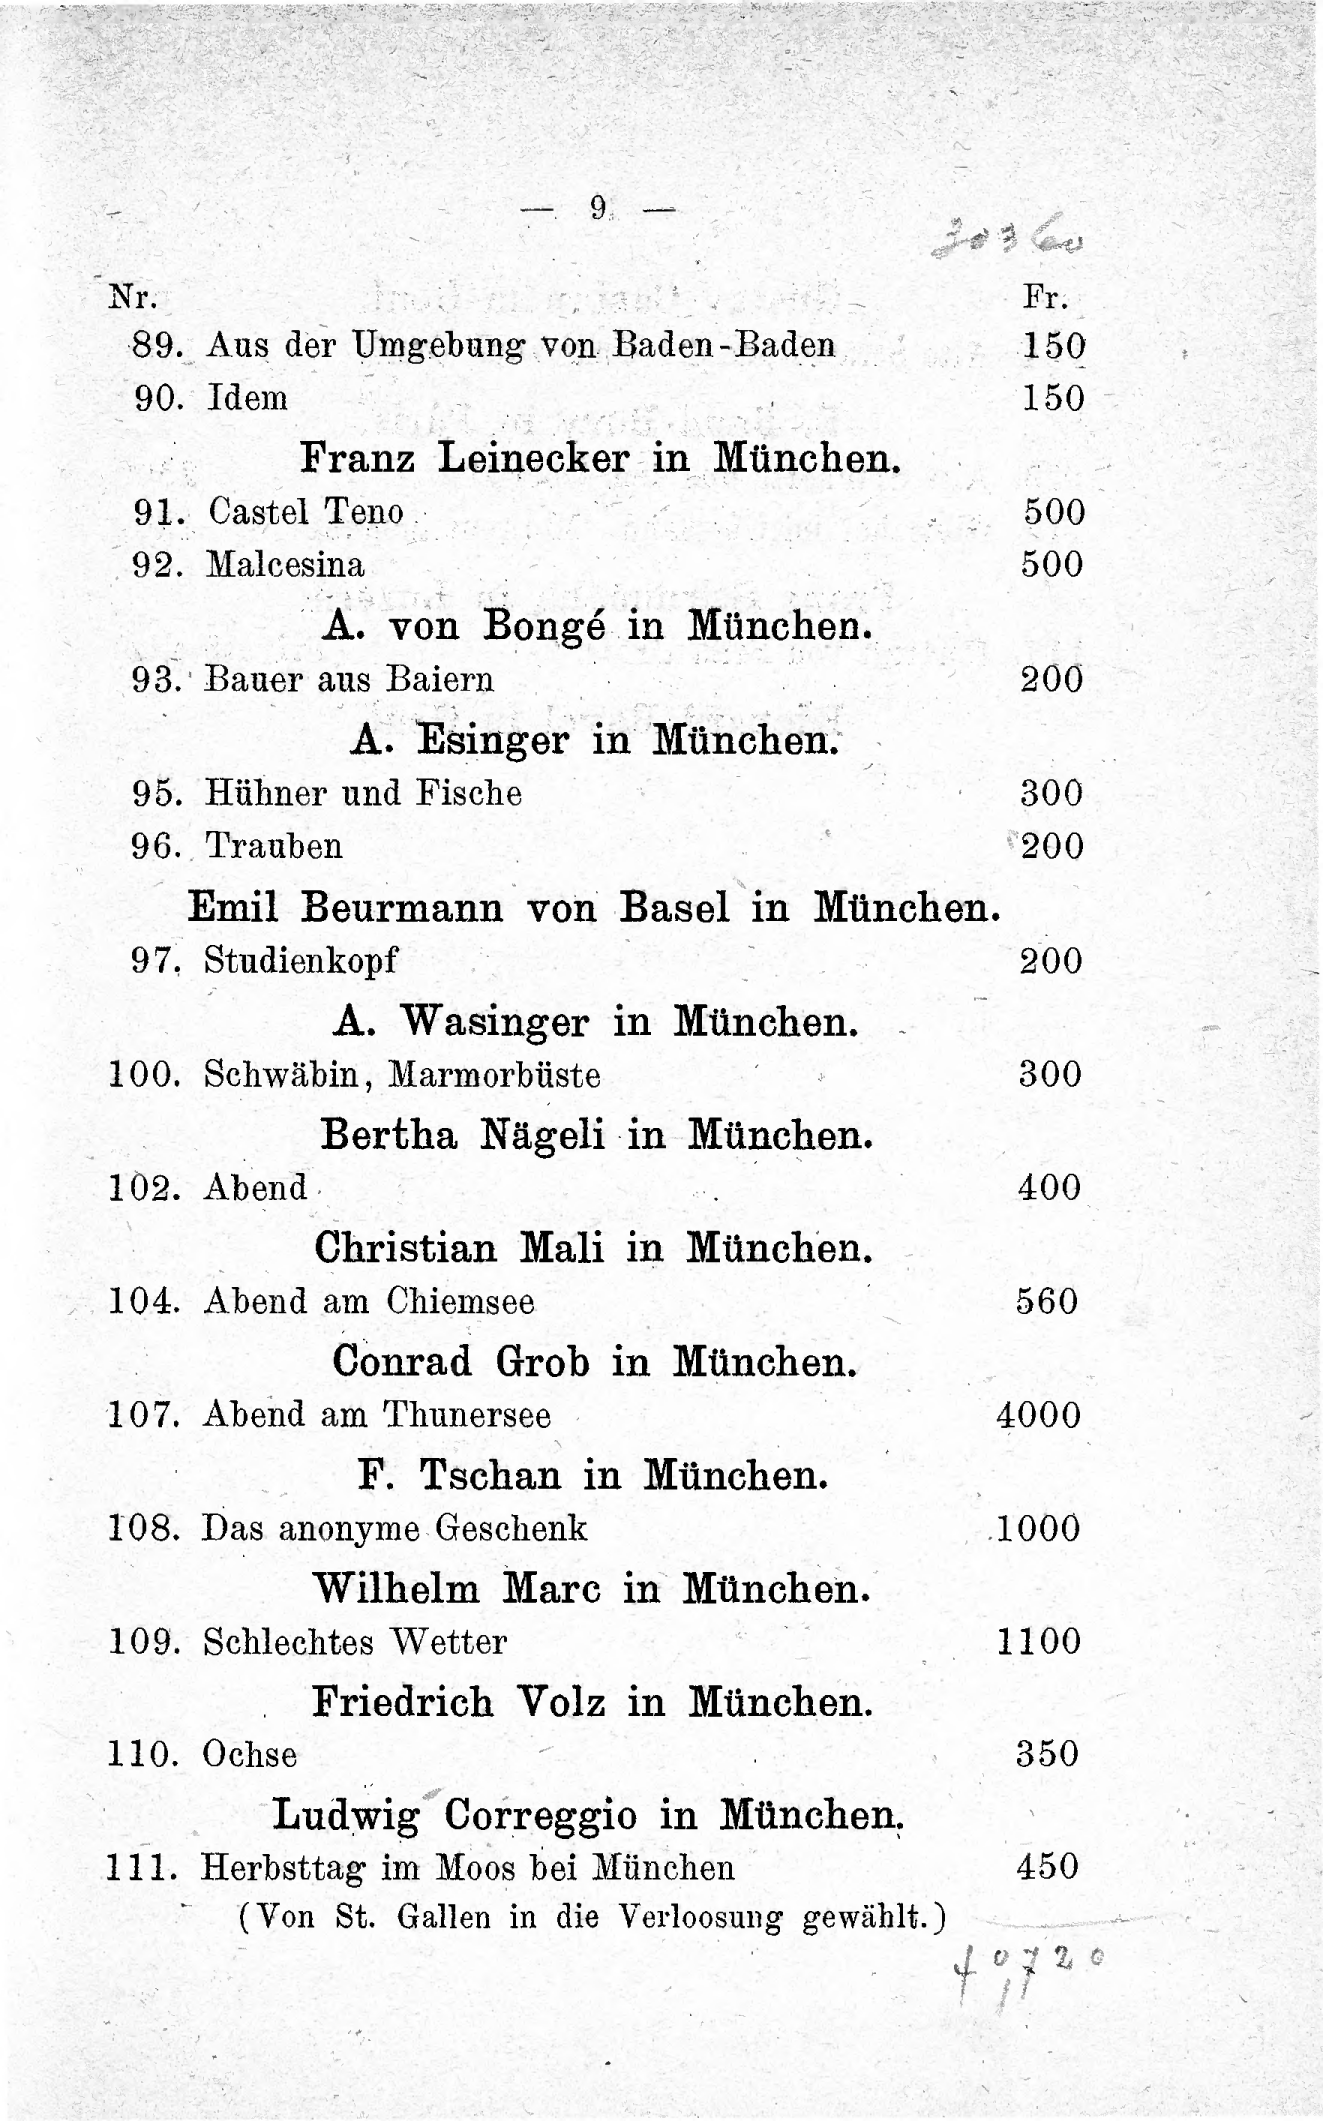 — 9 —
30360
Nr. Fr.
89. Aus der Umgebung von Baden-Baden 150
90. Idem 150
Franz Leinecker in München.
91. Castel Teno 500
92. Malcesina 500
A. von Bongé in München.
93. Bauer aus Baiern 200
A. Esinger in München.
95. Hühner und Fische 300
96. Trauben 200
Emil Beurmann von Basel in München.
97. Studienkopf 200
A. Wasinger in München.
100. Schwäbin, Marmorbüste 300
Bertha Nägeli in München.
102. Abend 400
Christian Mali in München.
104. Abend am Chiemsee 560
Conrad Grob in München.
107. Abend am Thunersee 4000
F. Tschan in München.
108. Das anonyme Geschenk 1000
Wilhelm Marc in München.
109. Schlechtes Wetter 1100
Friedrich Volz in München.
110. Ochse 350
Ludwig Correggio in München.
111. Herbsttag im Moos bei München 450
(Von St. Gallen in die Verloosung gewählt.)
40720